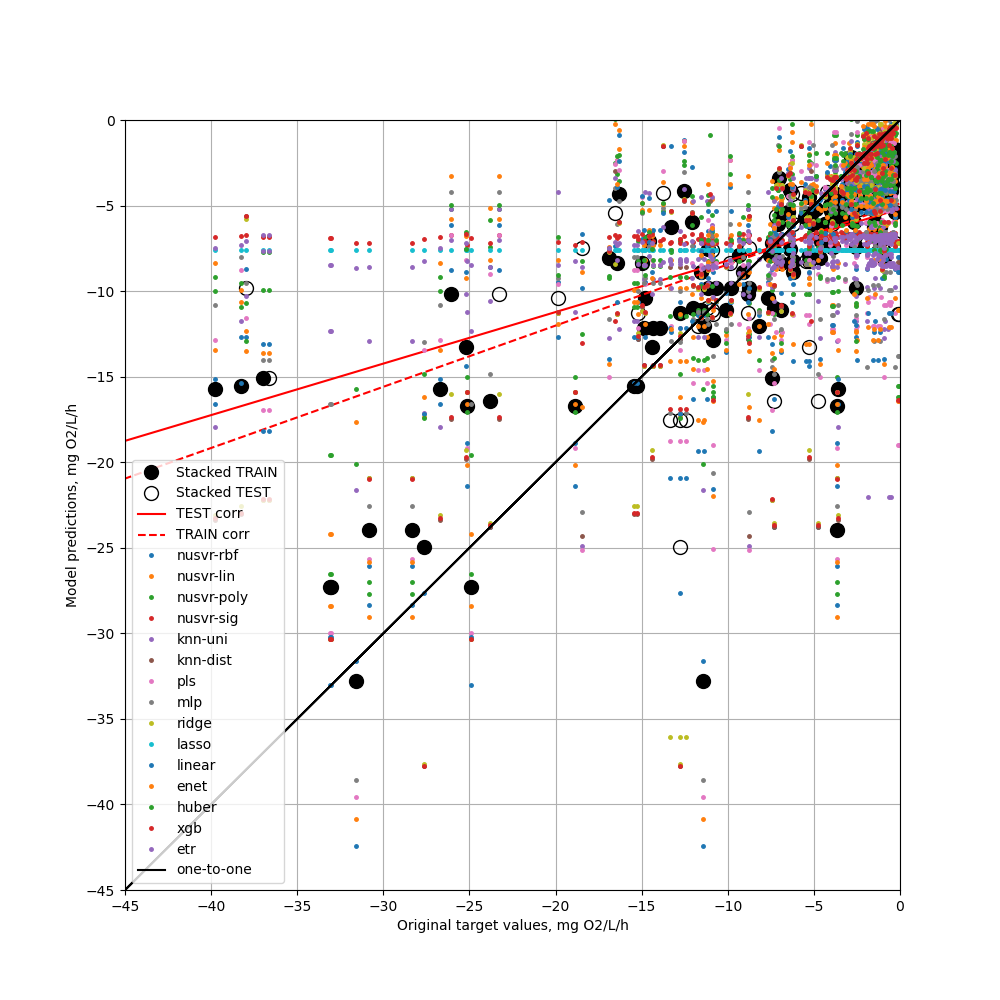 0
−5
−10
−15
−20
−25
−30
−35
−40
−45
Model predictions, mg O2/L/h
Stacked TRAIN
Stacked TEST
TEST corr
TRAIN corr
nusvr-rbf
nusvr-lin
nusvr-poly
nusvr-sig
knn-uni
knn-dist
pls
mlp
ridge
lasso
linear
enet
huber
xgb
etr
one-to-one
−45 −40 −35 −30 −25 −20 −15 −10 −5 0
Original target values, mg O2/L/h